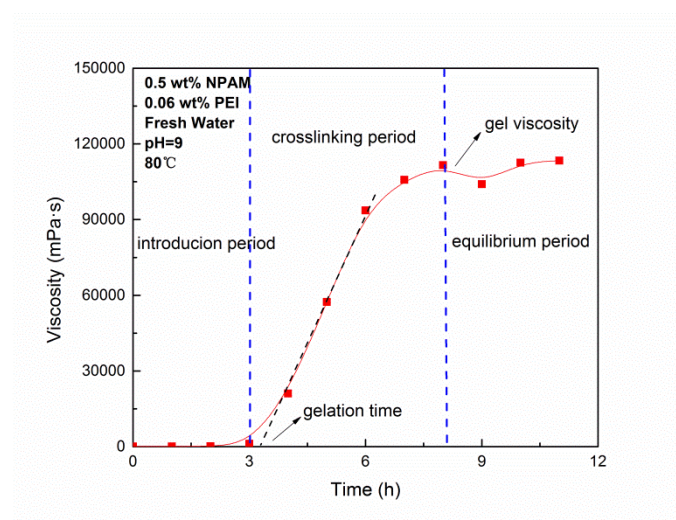 150000
0.5 wt% NPAM
0.06 wt% PEI
Fresh Water
pH=9
80℃
120000
crosslinking period
gel viscosity
90000
introducion period
equilibrium period
60000
30000
gelation time
0
0 3 6 9 12
Viscosity (mPa·s)
Time (h)